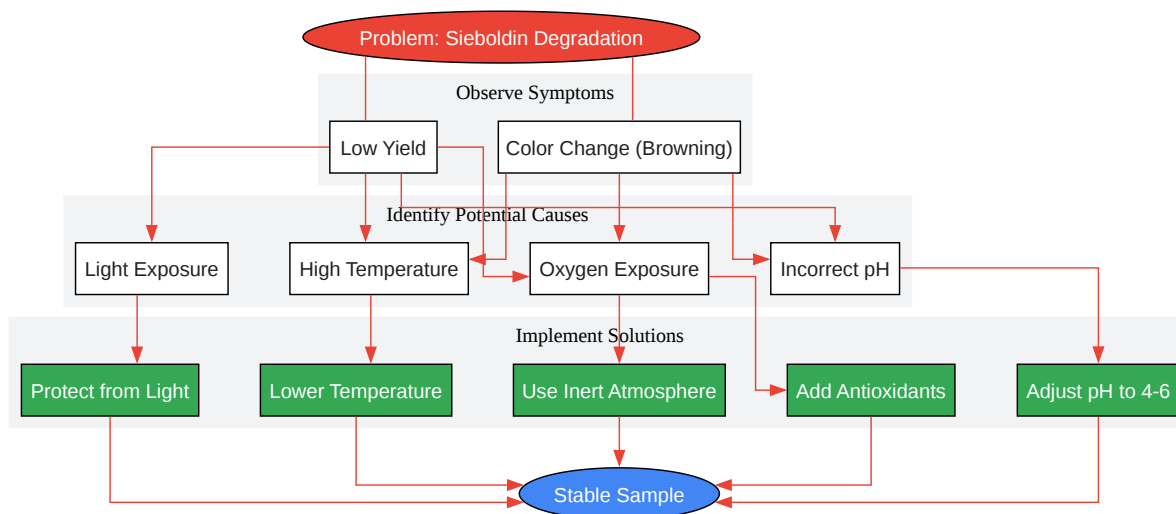 Problem: Sieboldin Degradation
Observe Symptoms
Low Yield
Color Change (Browning)
Identify Potential Causes
Light Exposure
High Temperature
Oxygen Exposure
Incorrect pH
Implement Solutions
Protect from Light
Lower Temperature
Use Inert Atmosphere
Add Antioxidants
Adjust pH to 4-6
Stable Sample